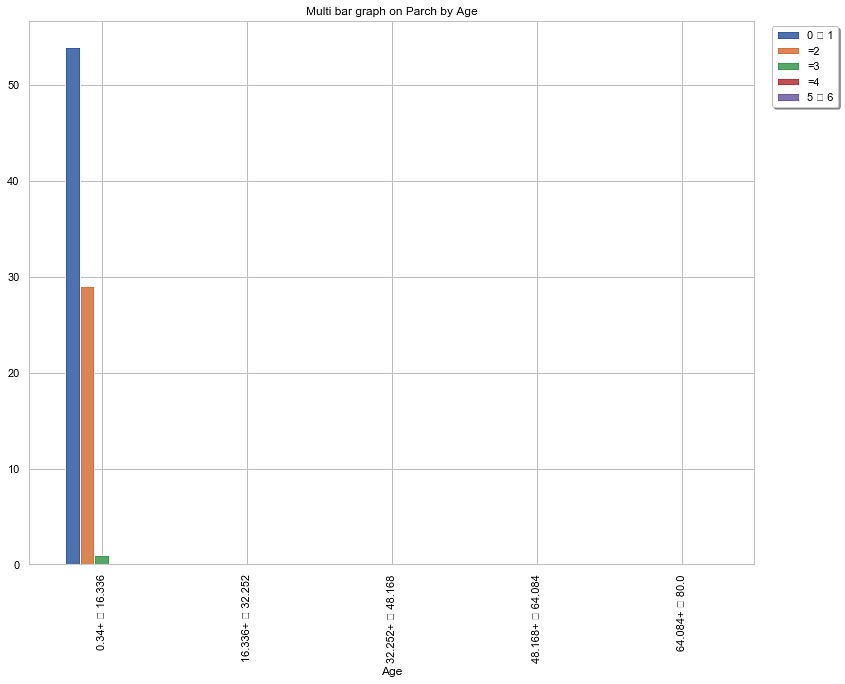 Multi bar graph on Parch by Age
0 □ 1
=2
=3
=4
5 □ 6
50
40
30
20
10
0
0.34+ □ 16.336
16.336+ □ 32.252
32.252+ □ 48.168
48.168+ □ 64.084
64.084+ □ 80.0
Age